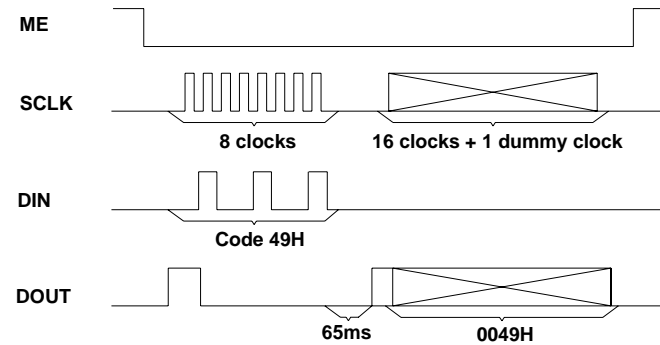 ME
SCLK
8 clocks
16 clocks + 1 dummy clock
DIN
Code 49H
DOUT
65ms
0049H